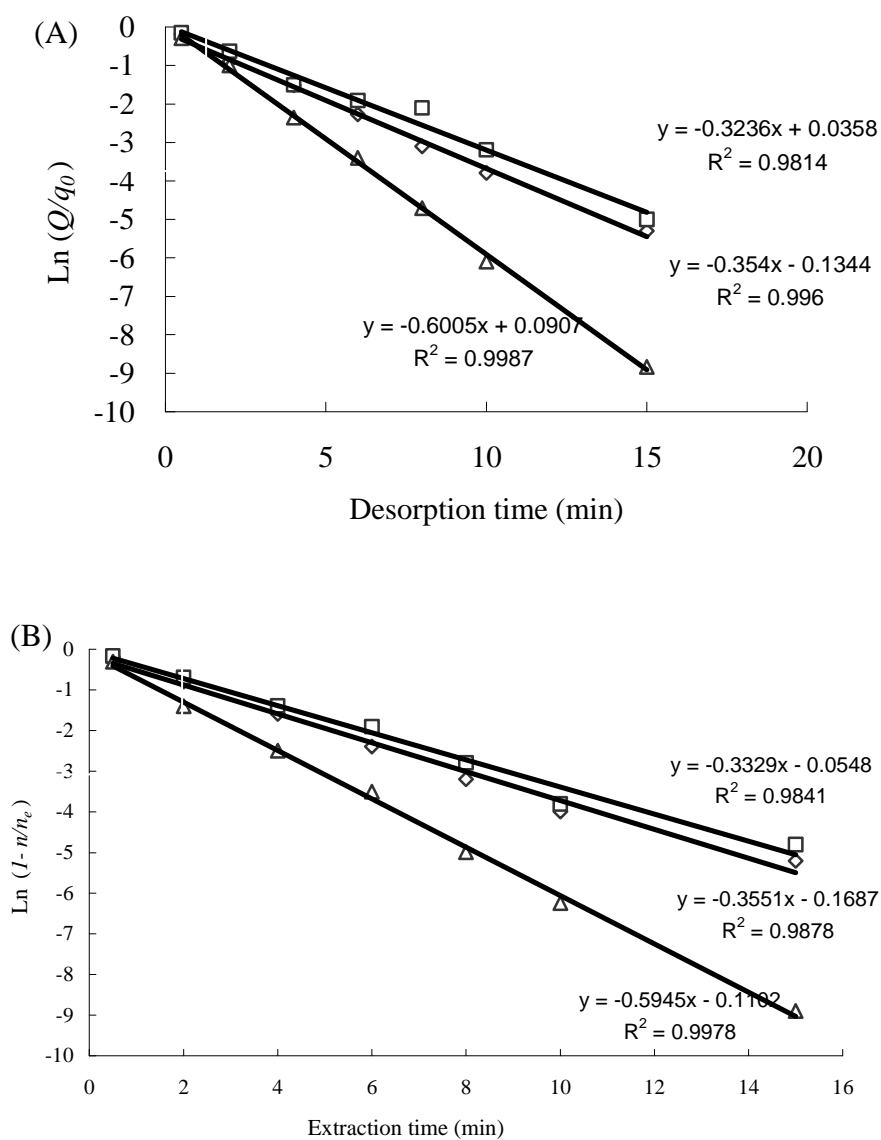 (A)
0
-1
-2
-3
-4
-5
-6
-7
-8
-9
-10
Ln (Q/q0)
y = -0.3236x + 0.0358
R2 = 0.9814
y = -0.354x - 0.1344
R2 = 0.996
y = -0.6005x + 0.0907
R2 = 0.9987
0 5 10 15 20
Desorption time (min)
(B)
0
-1
-2
-3
-4
-5
-6
-7
-8
-9
-10
Ln (1- n/ne)
y = -0.3329x - 0.0548
R2 = 0.9841
y = -0.3551x - 0.1687
R2 = 0.9878
y = -0.5945x - 0.1102
R2 = 0.9978
0 2 4 6 8 10 12 14 16
Extraction time (min)